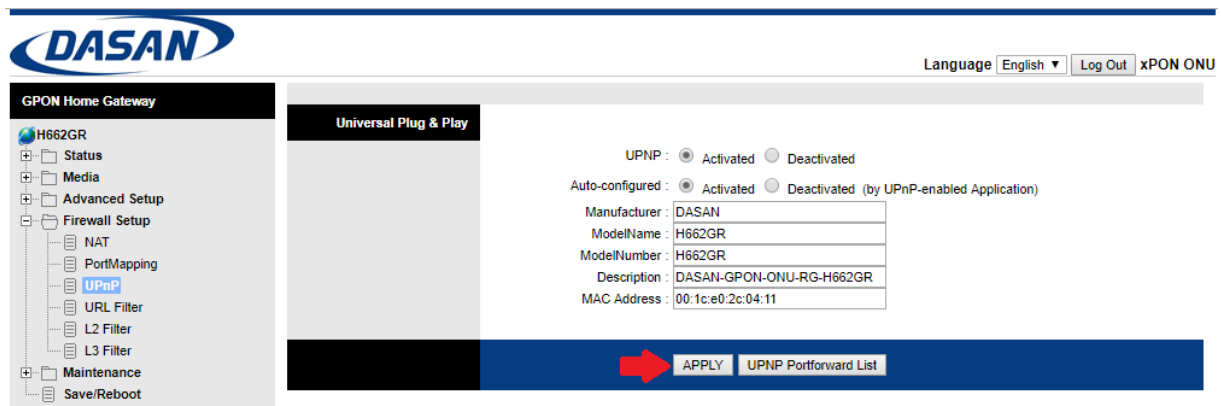 DASAN
Language English Log Out xPON ONU
GPON Home Gateway
H662GR
Status
Media
Advanced Setup
Firewall Setup
NAT
PortMapping
UPnP
URL Filter
L2 Filter
L3 Filter
Maintenance
Save/Reboot
Universal Plug & Play
UPNP : Activated Deactivated
Auto-configured : Activated Deactivated (by UPnP-enabled Application)
Manufacturer : DASAN
ModelName : H662GR
ModelNumber : H662GR
Description : DASAN-GPON-ONU-RG-H662GR
MAC Address : 00:1c:e0:2c:04:11
APPLY UPNP Portforward List